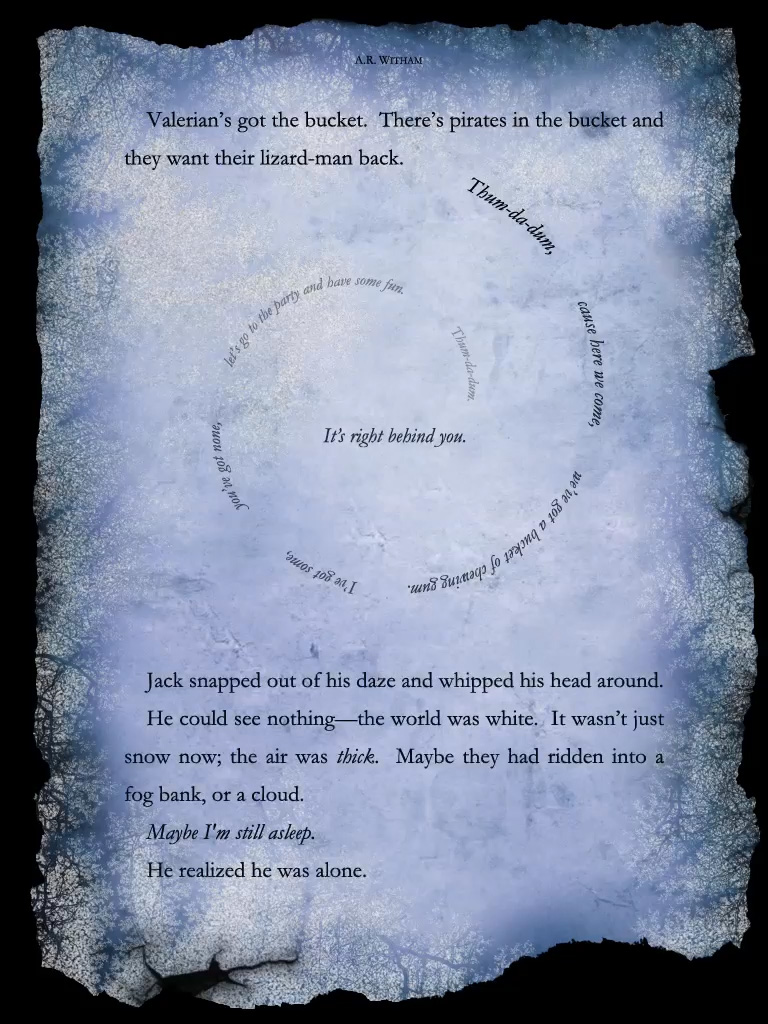 A.R. WITHAM
Valerian’s got the bucket. There’s pirates in the bucket and
they want their lizard-man back.
Thum-da-dum,
cause here we come,
we’ve got a bucket of chewing gum.
I’ve got some,
you’ve got none,
let’s go to the party and have some fun.
Thum-da-dum.
It’s right behind you.
Jack snapped out of his daze and whipped his head around.
He could see nothing—the world was white. It wasn’t just
snow now; the air was thick. Maybe they had ridden into a
fog bank, or a cloud.
Maybe I'm still asleep.
He realized he was alone.